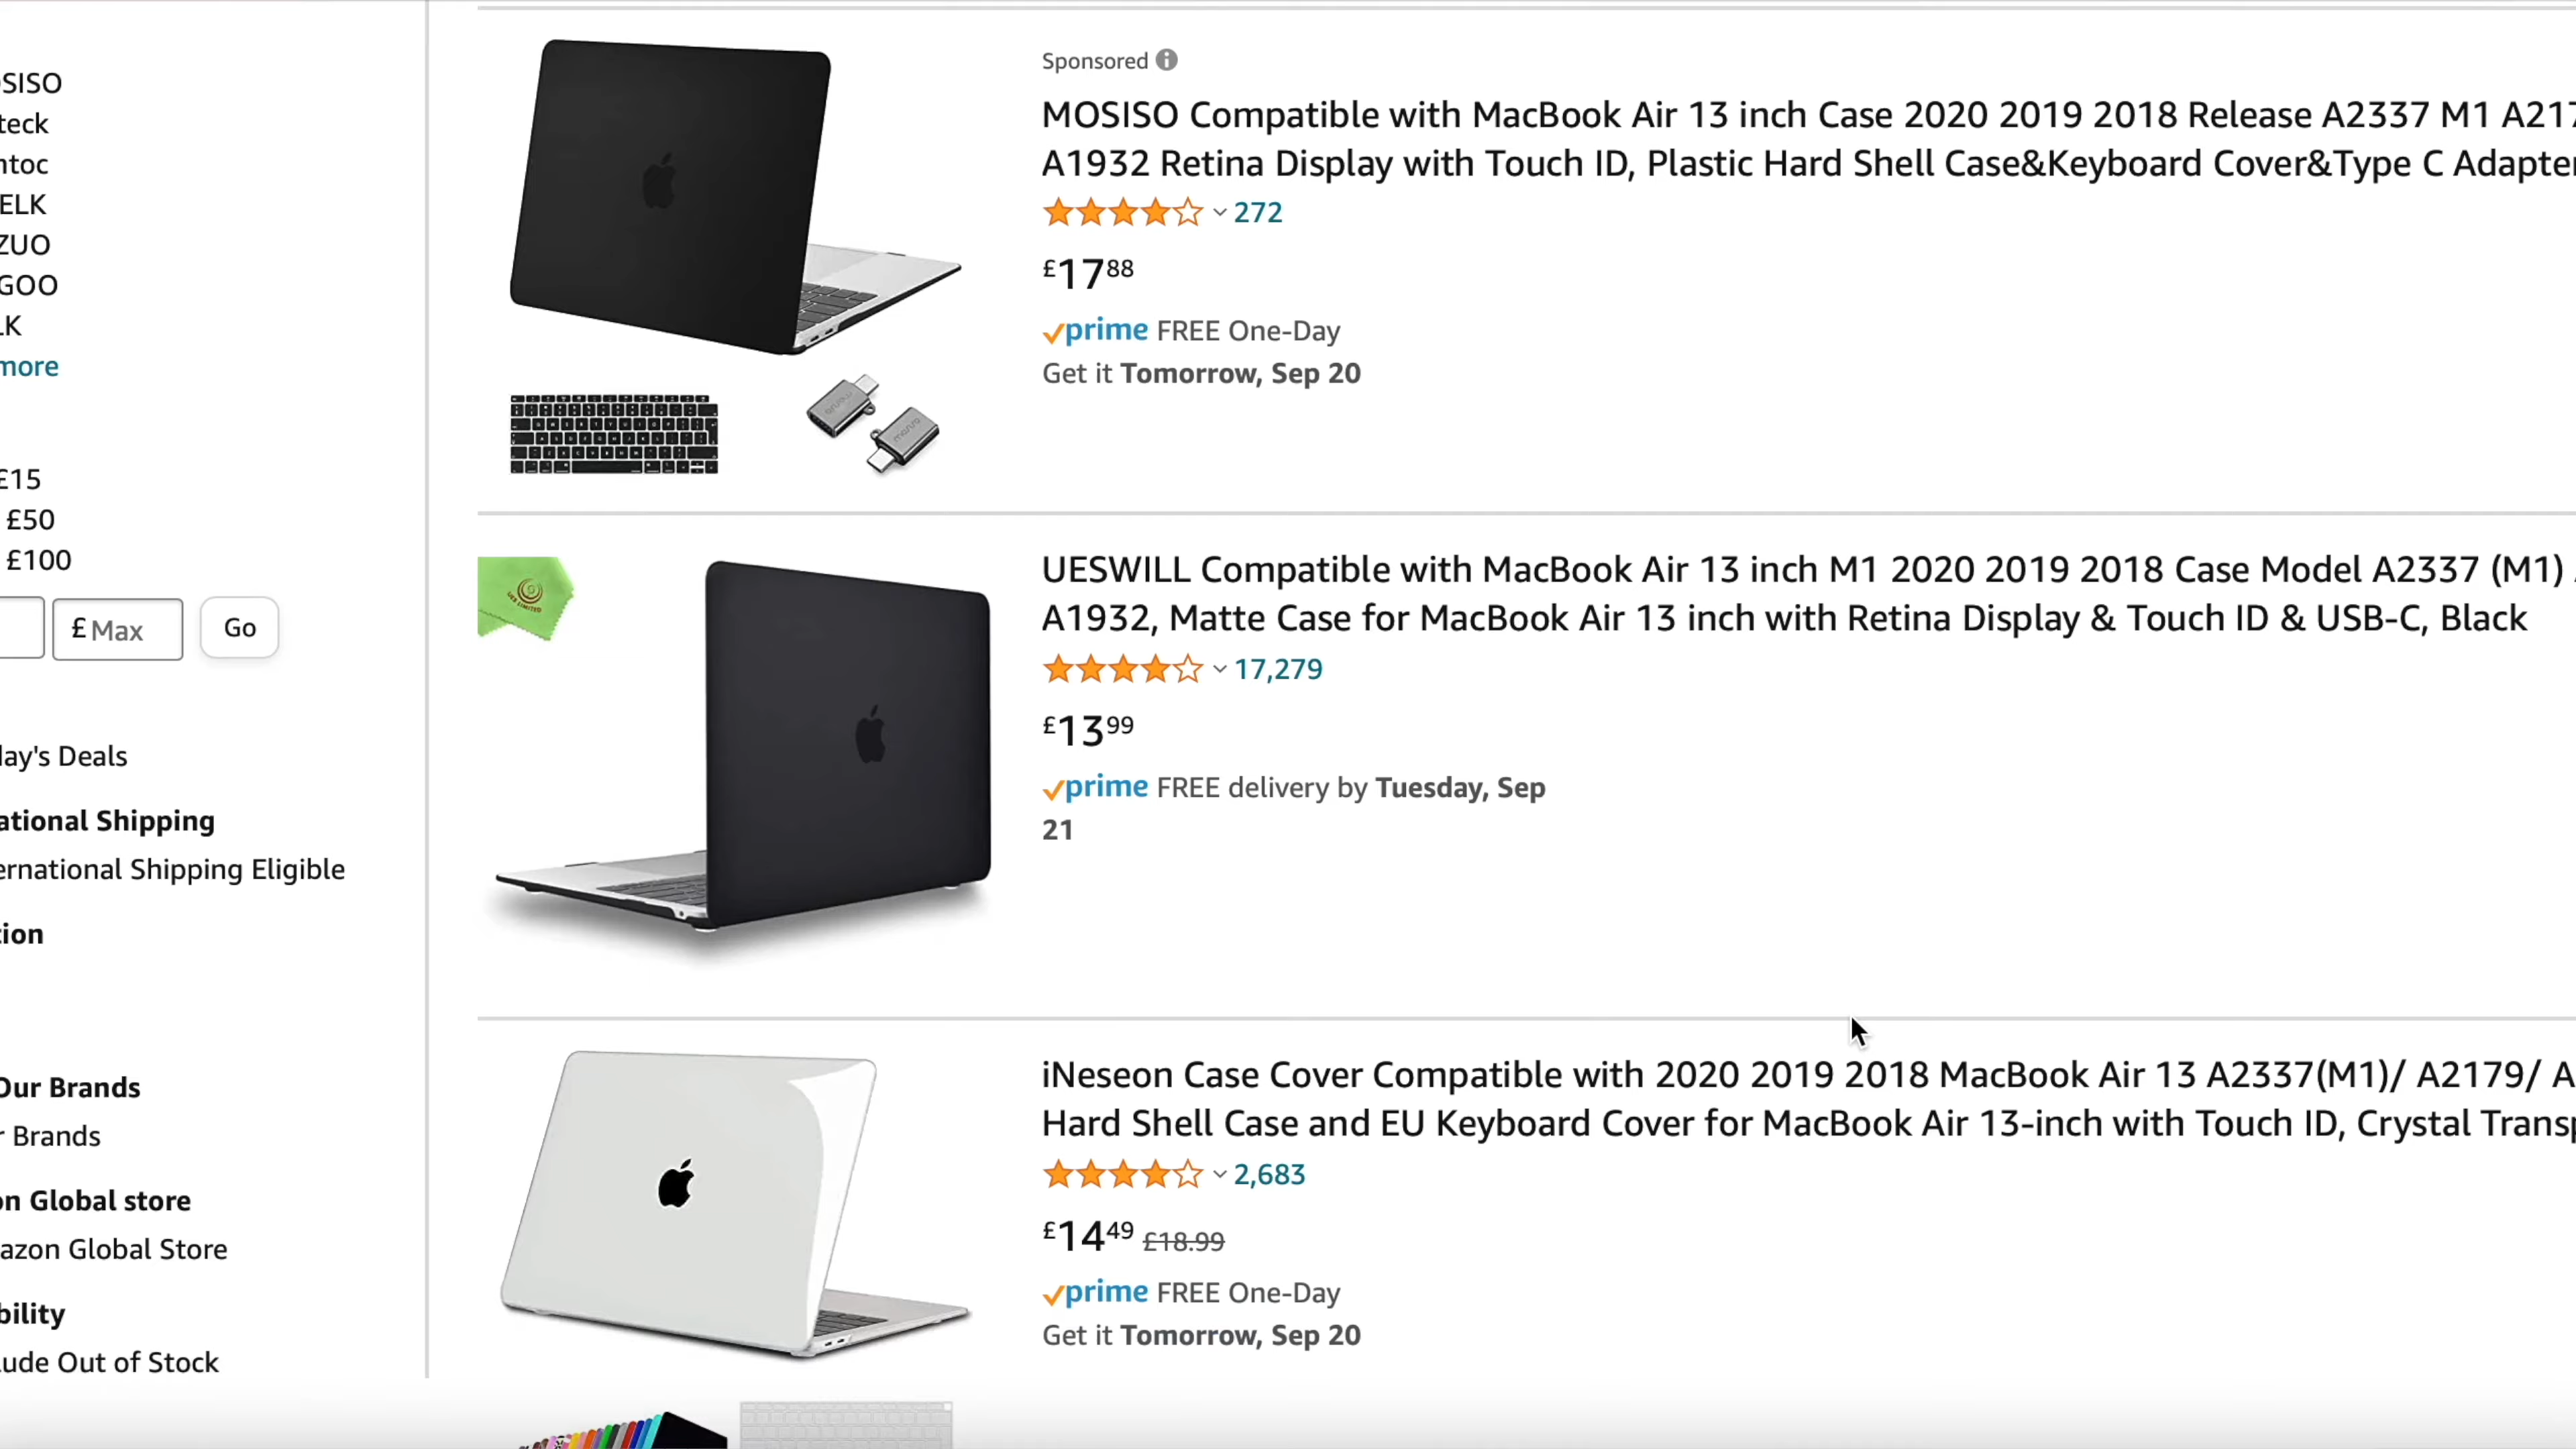 SISO
teck
ntoc
ELK
ZUO
GOO
LK
more
£15
£50
£100
£ Max
Go
lay's Deals
ational Shipping
ernational Shipping Eligible
tion
Our Brands
r Brands
on Global store
azon Global Store
bility
ude Out of Stock
Sponsored
MOSISO Compatible with MacBook Air 13 inch Case 2020 2019 2018 Release A2337 M1 A217
A1932 Retina Display with Touch ID, Plastic Hard Shell Case&Keyboard Cover&Type C Adapter
272
£17 88
prime FREE One-Day
Get it Tomorrow, Sep 20
mosiso
UESWILL Compatible with MacBook Air 13 inch M1 2020 2019 2018 Case Model A2337 (M1)
A1932, Matte Case for MacBook Air 13 inch with Retina Display & Touch ID & USB-C, Black
17,279
£13 99
prime FREE delivery by Tuesday, Sep
21
iNeseon Case Cover Compatible with 2020 2019 2018 MacBook Air 13 A2337(M1)/ A2179/ A
Hard Shell Case and EU Keyboard Cover for MacBook Air 13-inch with Touch ID, Crystal Transp
2,683
£14 49 £18.99
prime FREE One-Day
Get it Tomorrow, Sep 20